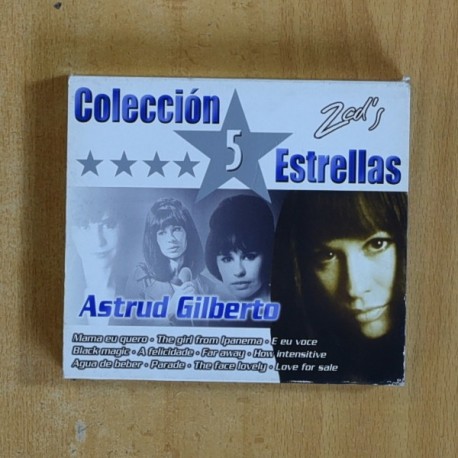 Colección
5
Zed's
Estrellas
Astrud Gilberto
Mama eu quero · The girl from Ipanema · E eu voce
Black magic · A felicidade · Far away · How intensitive
Agua de beber · Parade · The face lovely · Love for sale